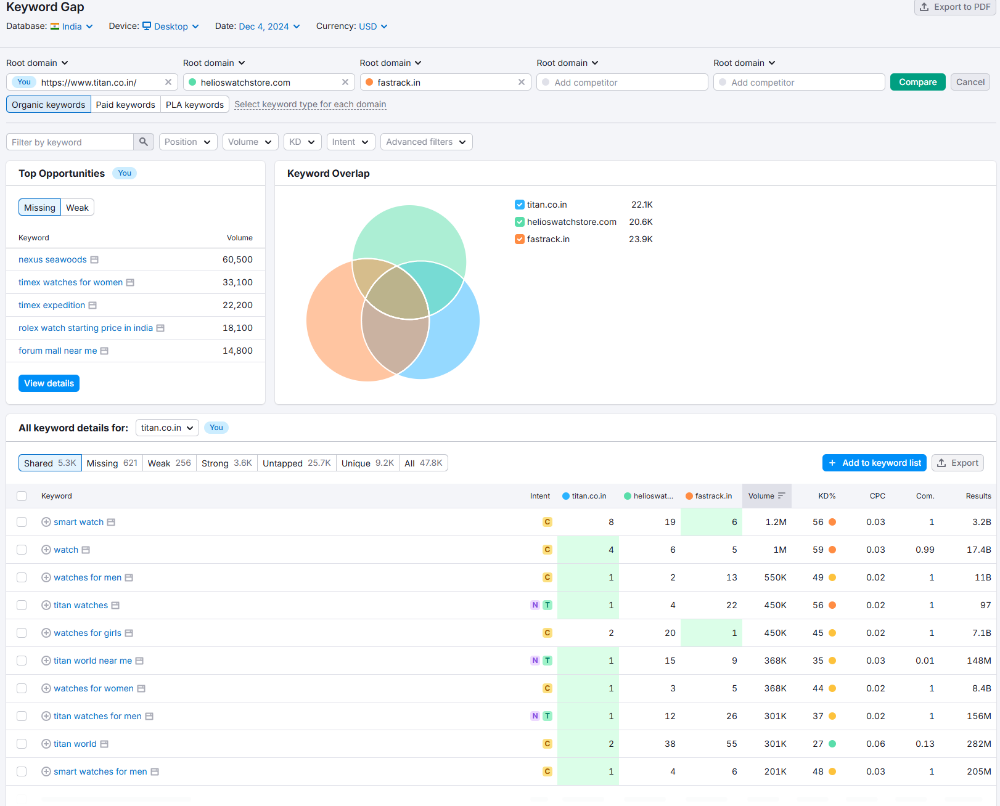 Keyword Gap
Export to PDF
Database: India Device: Desktop Date: Dec 4, 2024 Currency: USD
Root domain Root domain Root domain Root domain Root domain
You https://www.titan.co.in/ helioswatchstore.com fastrack.in Add competitor Add competitor Compare Cancel
Organic keywords Paid keywords PLA keywords Select keyword type for each domain
Filter by keyword Position Volume KD Intent Advanced filters
Top Opportunities You
Missing Weak
Keyword Volume
nexus seawoods 60,500
timex watches for women 33,100
timex expedition 22,200
rolex watch starting price in india 18,100
forum mall near me 14,800
View details
Keyword Overlap
titan.co.in 22.1K
helioswatchstore.com 20.6K
fastrack.in 23.9K
All keyword details for: titan.co.in You
Shared 5.3K Missing 621 Weak 256 Strong 3.6K Untapped 25.7K Unique 9.2K All 47.8K + Add to keyword list Export
Keyword Intent titan.co.in helioswat... fastrack.in Volume KD% CPC Com. Results
smart watch C 8 19 6 1.2M 56 0.03 1 3.2B
watch C 4 6 5 1M 59 0.03 0.99 17.4B
watches for men C 1 2 13 550K 49 0.02 1 11B
titan watches N T 1 4 22 450K 56 0.02 1 97
watches for girls C 2 20 1 450K 45 0.02 1 7.1B
titan world near me N T 1 15 9 368K 35 0.03 0.01 148M
watches for women C 1 3 5 368K 44 0.02 1 8.4B
titan watches for men N T 1 12 26 301K 37 0.02 1 156M
titan world C 2 38 55 301K 27 0.06 0.13 282M
smart watches for men C 1 4 6 201K 48 0.03 1 205M